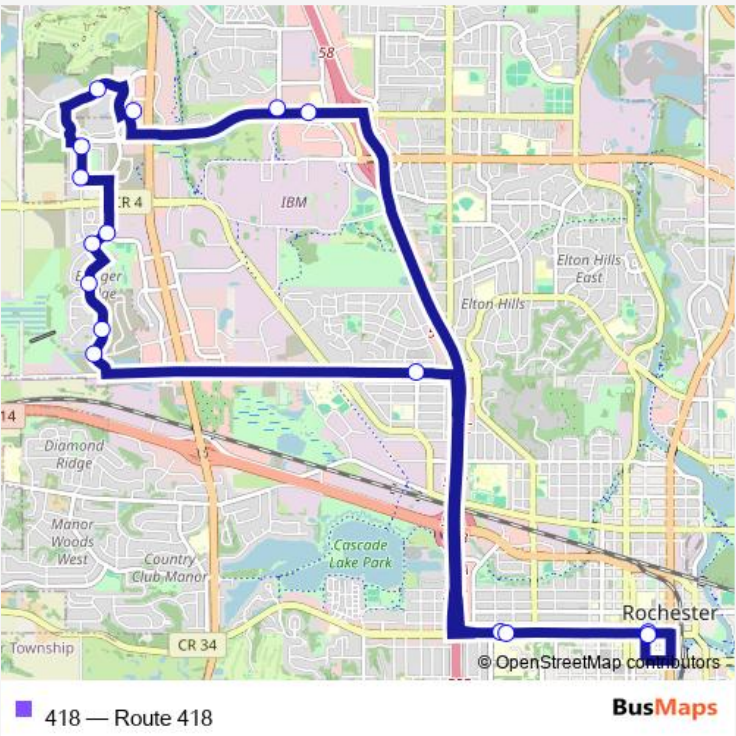 58
CR 4
IBM
Elton Hills
East
Elton Hills
14
Diamond
Ridge
Manor
Woods
West
Country
Club Manor
Cascade
Lake Park
Rochester
CR 34
Township
© OpenStreetMap contributors
418 — Route 418
BusMaps